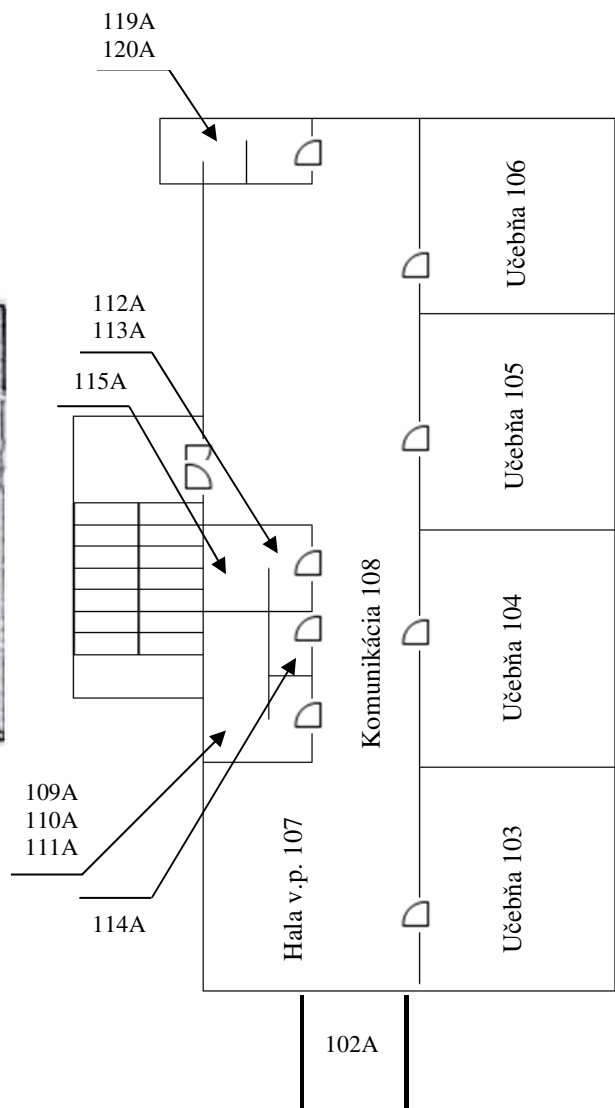 119A
120A
Učebňa 106
112A
113A
115A
Učebňa 105
Komunikácia 108
Učebňa 104
109A
110A
111A
114A
Hala v.p. 107
Učebňa 103
102A